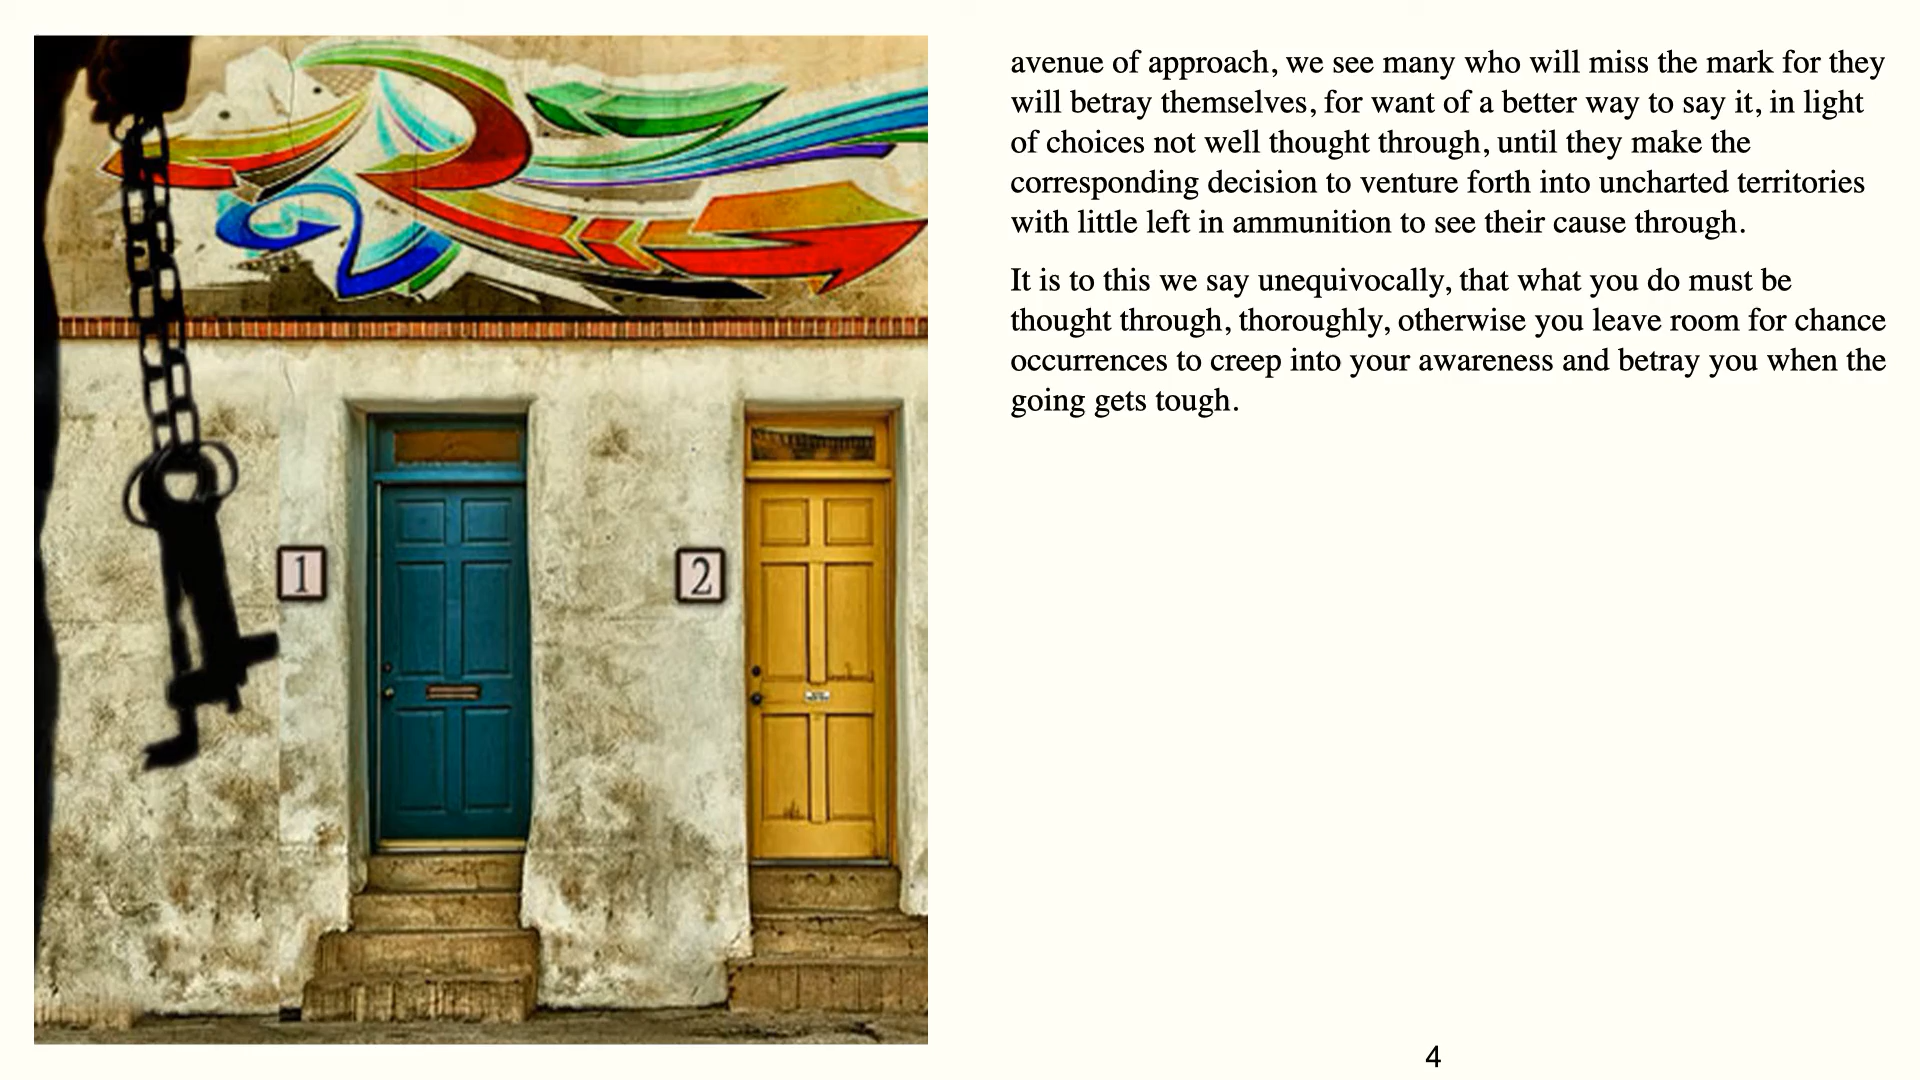 1
2
avenue of approach, we see many who will miss the mark for they
will betray themselves, for want of a better way to say it, in light
of choices not well thought through, until they make the
corresponding decision to venture forth into uncharted territories
with little left in ammunition to see their cause through.
It is to this we say unequivocally, that what you do must be
thought through, thoroughly, otherwise you leave room for chance
occurrences to creep into your awareness and betray you when the
going gets tough.
4